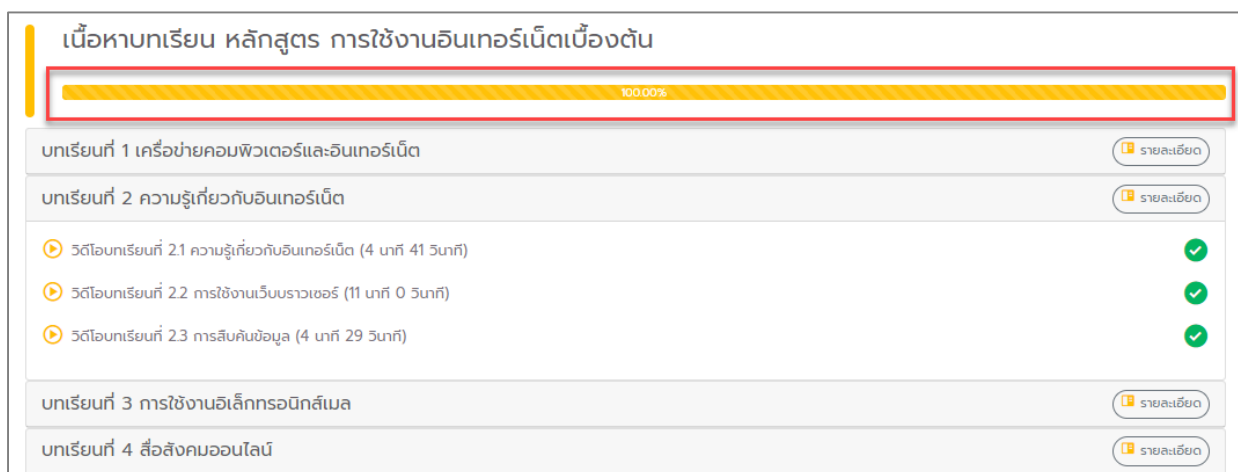 เนื้อหาบทเรียน หลักสูตร การใช้งานอินเทอร์เน็ตเบื้องต้น
100.00%
บทเรียนที่ 1 เครือข่ายคอมพิวเตอร์และอินเทอร์เน็ต รายละเอียด
บทเรียนที่ 2 ความรู้เกี่ยวกับอินเทอร์เน็ต รายละเอียด
วิดีโอบทเรียนที่ 2.1 ความรู้เกี่ยวกับอินเทอร์เน็ต (4 นาที 41 วินาที)
วิดีโอบทเรียนที่ 2.2 การใช้งานเว็บบราวเซอร์ (11 นาที 0 วินาที)
วิดีโอบทเรียนที่ 2.3 การสืบค้นข้อมูล (4 นาที 29 วินาที)
บทเรียนที่ 3 การใช้งานอิเล็กทรอนิกส์เมล รายละเอียด
บทเรียนที่ 4 สื่อสังคมออนไลน์ รายละเอียด